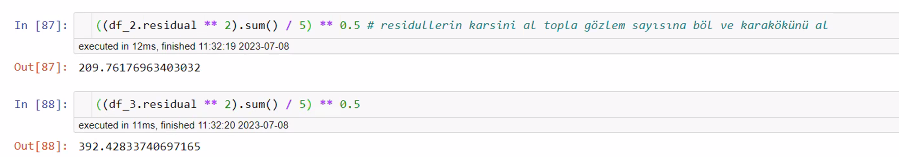 In [87]: ((df_2.residual ** 2).sum() / 5) ** 0.5 # residullerin karsini al topla gözlem sayısına böl ve karakökünü al
executed in 12ms, finished 11:32:19 2023-07-08
Out[87]: 209.76176963403032
In [88]: ((df_3.residual ** 2).sum() / 5) ** 0.5
executed in 11ms, finished 11:32:20 2023-07-08
Out[88]: 392.42833740697165